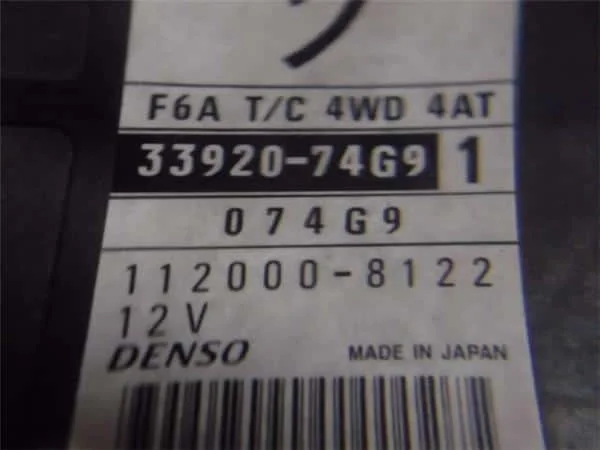 F6A T/C 4WD 4AT
33920-74G9 1
074G9
112000-8122
12V
DENSO MADE IN JAPAN